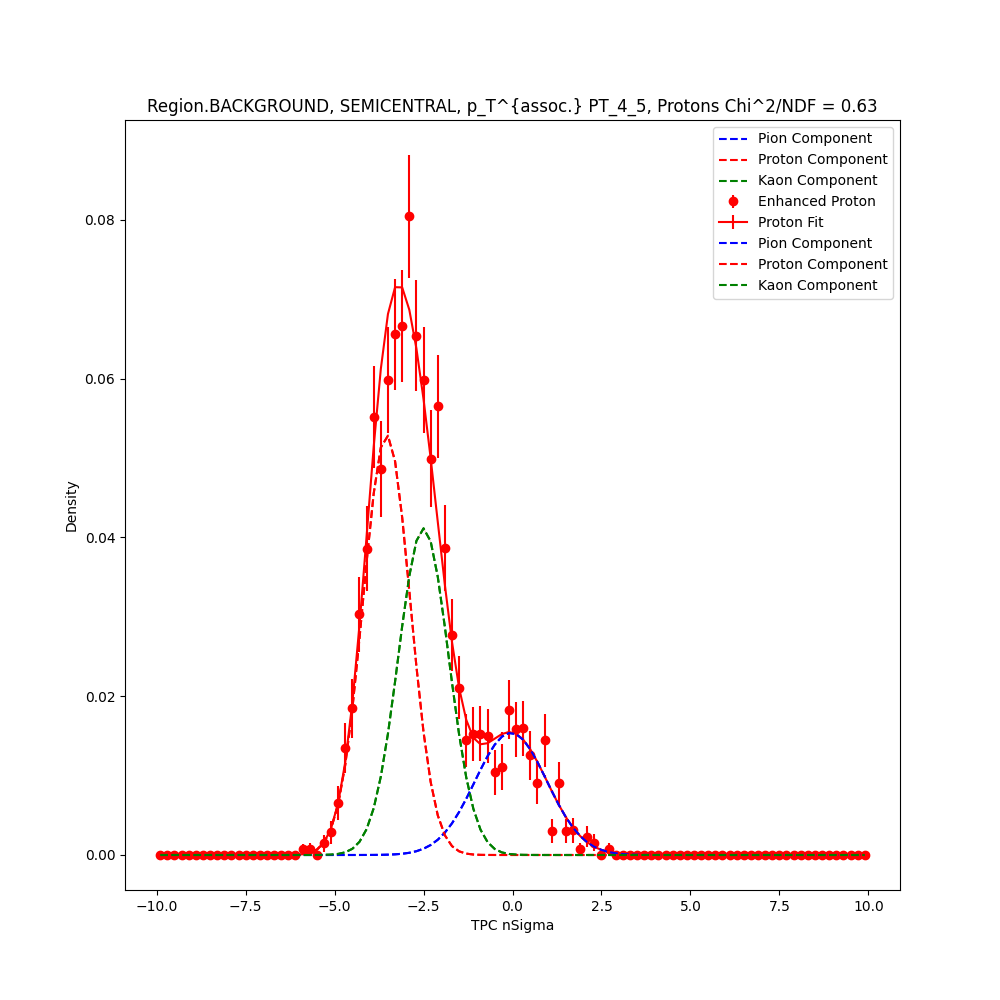 Region.BACKGROUND, SEMICENTRAL, p_T^{assoc.} PT_4_5, Protons Chi^2/NDF = 0.63
Pion Component
Proton Component
Kaon Component
Enhanced Proton
Proton Fit
Pion Component
Proton Component
Kaon Component
0.08
0.06
0.04
0.02
0.00
Density
−10.0 −7.5 −5.0 −2.5 0.0 2.5 5.0 7.5 10.0
TPC nSigma